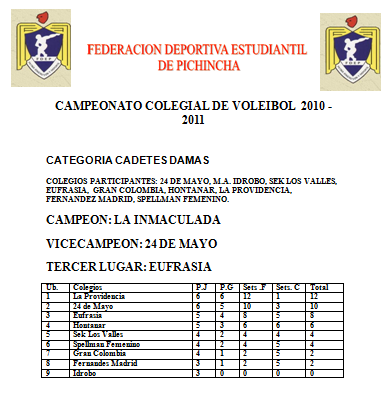 FEDERACION DEPORTIVA ESTUDIANTIL
DE PICHINCHA
CAMPEONATO COLEGIAL DE VOLEIBOL 2010 -
2011
CATEGORIA CADETES DAMAS
COLEGIOS PARTICIPANTES: 24 DE MAYO, M.A. IDROBO, SEK LOS VALLES,
EUFRASIA, GRAN COLOMBIA, HONTANAR, LA PROVIDENCIA,
FERNANDEZ MADRID, SPELLMAN FEMENINO.
CAMPEON: LA INMACULADA
VICECAMPEON: 24 DE MAYO
TERCER LUGAR: EUFRASIA
Ub. Colegios P.J P.G Sets .F Sets. C Total
1 La Providencia 6 6 12 1 12
2 24 de Mayo 6 5 10 3 10
3 Eufrasia 5 4 8 5 8
4 Hontanar 5 3 6 6 6
5 Sek Los Valles 4 2 4 4 4
6 Spellman Femenino 4 2 4 5 4
7 Gran Colombia 4 1 2 5 2
8 Fernandes Madrid 3 1 2 5 2
9 Idrobo 3 0 0 0 0